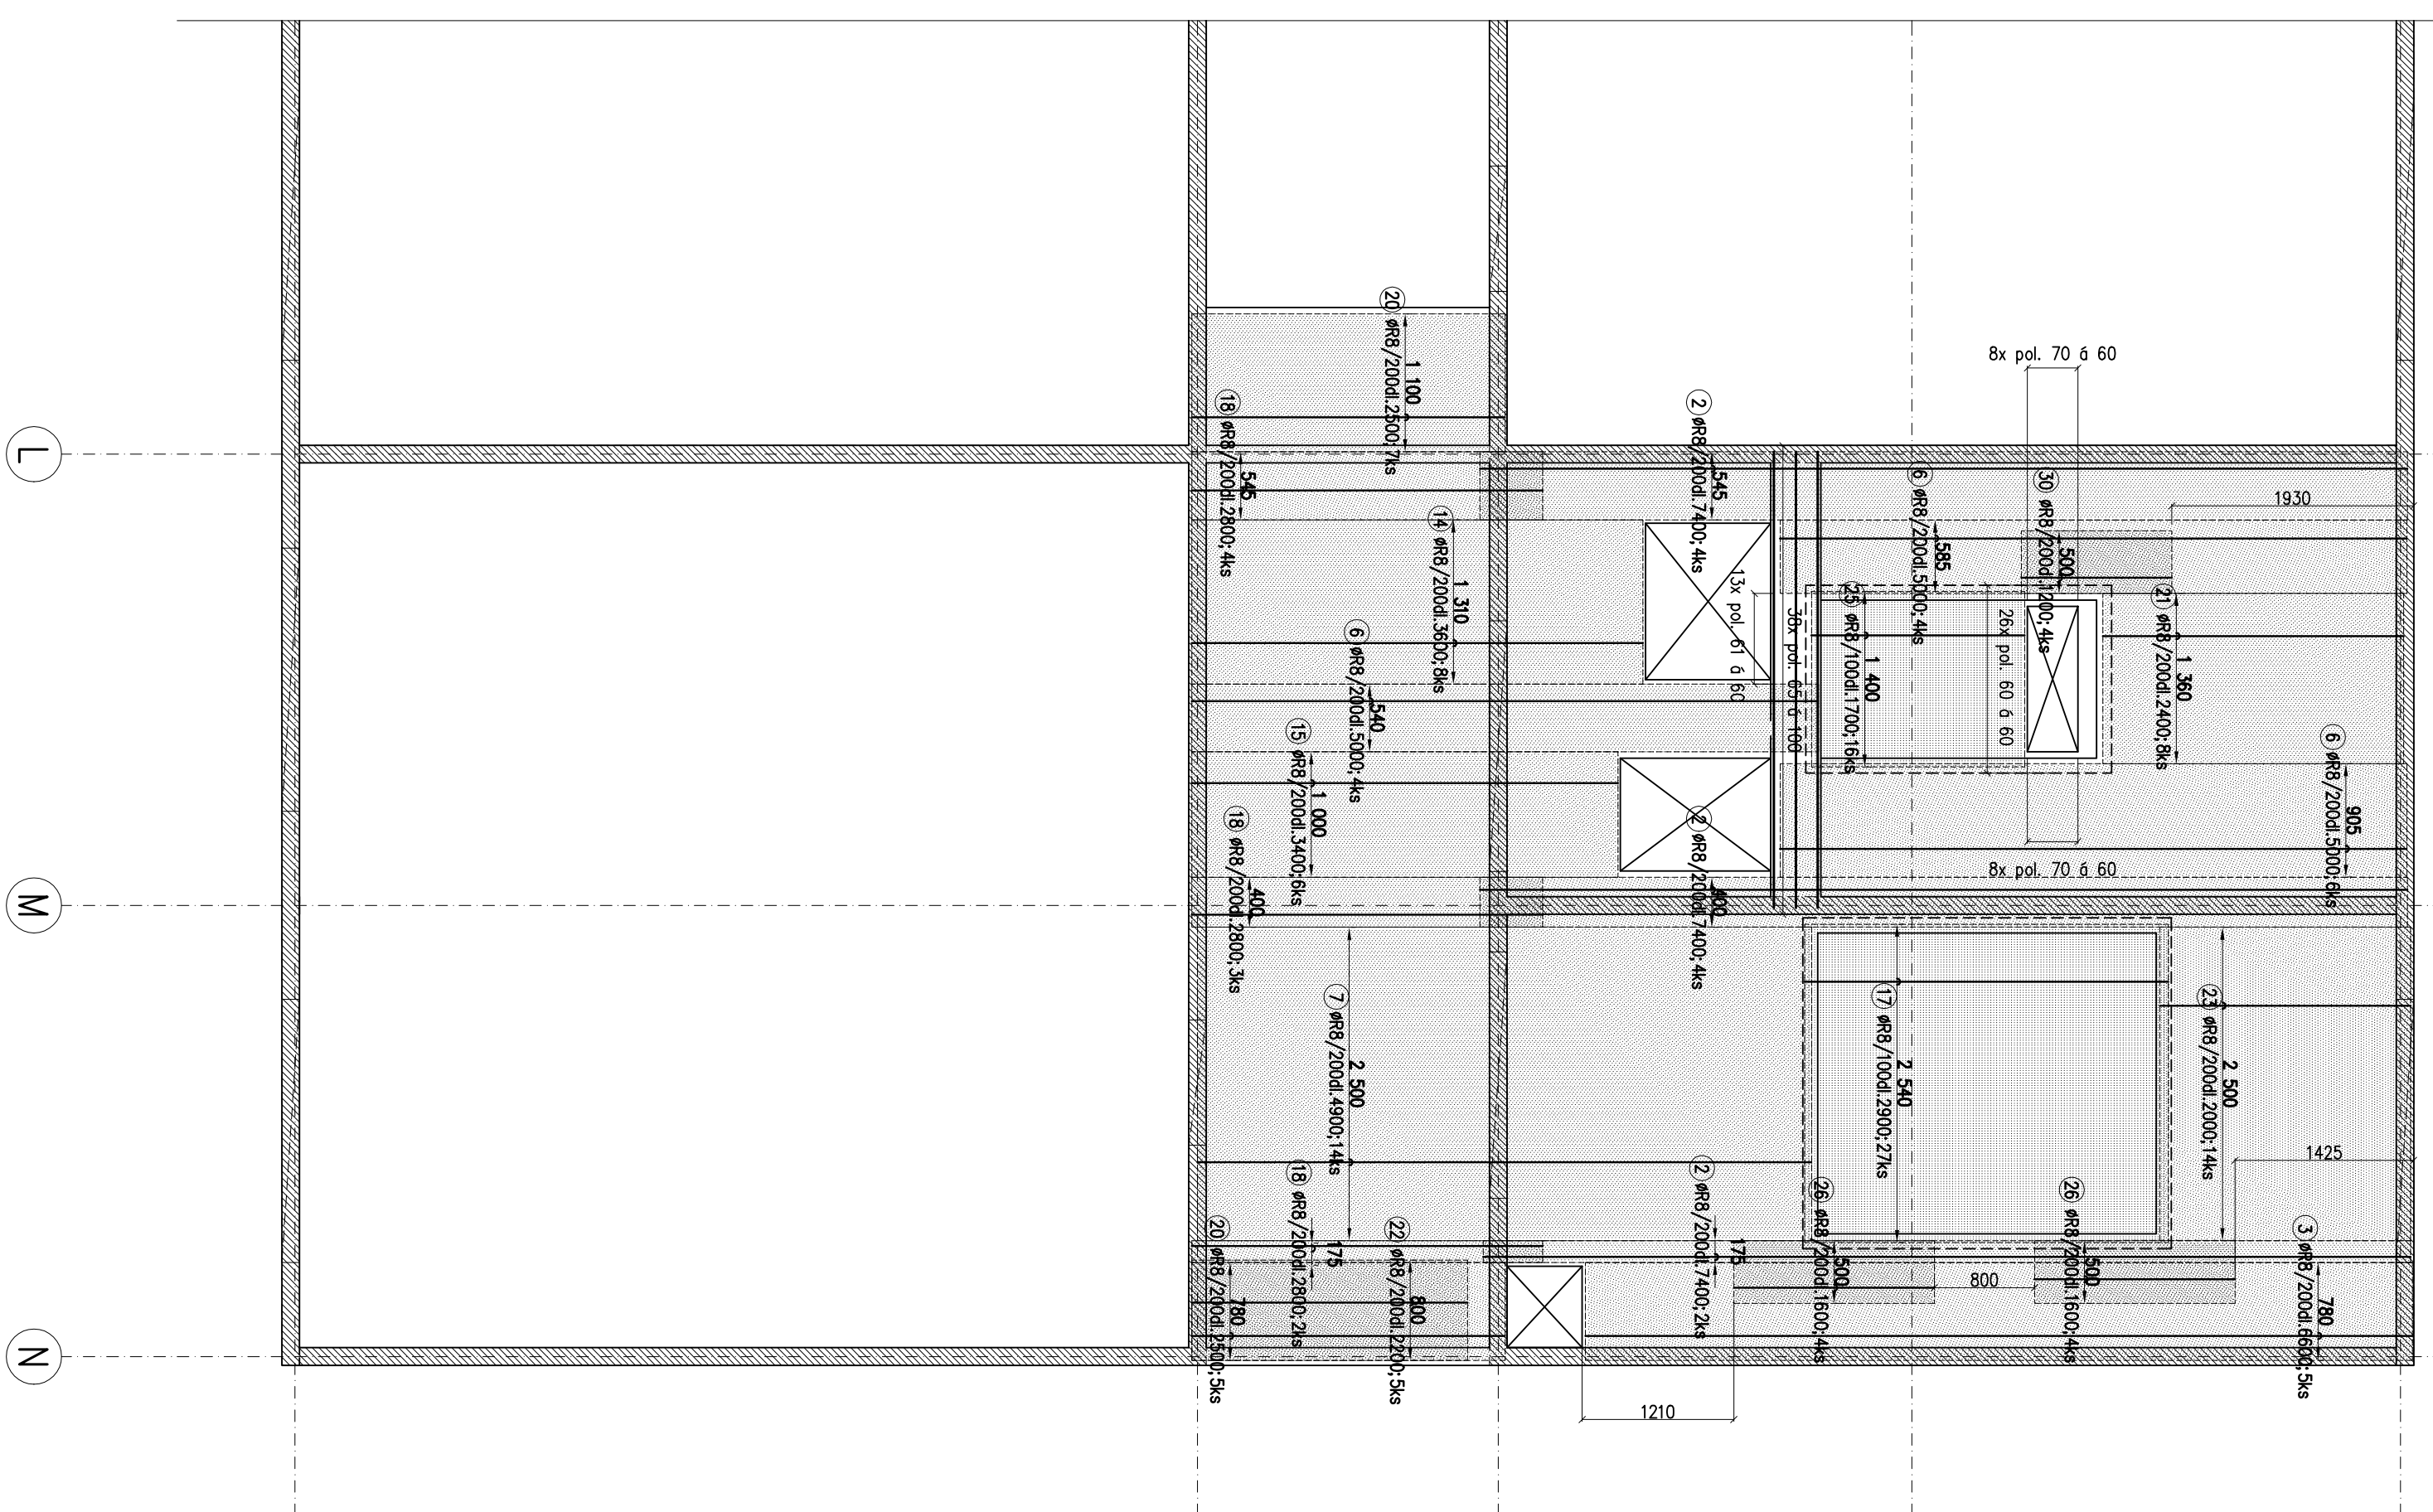 20 øR8/200dl.2500;7ks
1 100
8x pol. 70 á 60
18 øR8/200dl.2800;4ks
545
2 øR8/200dl.7400;4ks
545
L
6 øR8/200dl.5000;4ks
585
30 øR8/200dl.1200;4ks
500
1930
14 øR8/200dl.3600;8ks
1 310
13x pol. 61 á 60
38x pol. 65 á 100
25 øR8/100dl.1700;16ks
1 400
26x pol. 60 á 60
21 øR8/200dl.2400;8ks
1 360
6 øR8/200dl.5000;4ks
540
15 øR8/200dl.3400;6ks
1 000
6 øR8/200dl.5000;6ks
905
18 øR8/200dl.2800;3ks
400
2 øR8/200dl.7400;4ks
400
8x pol. 70 á 60
M
7 øR8/200dl.4900;14ks
2 500
17 øR8/100dl.2900;27ks
2 540
23 øR8/200dl.2000;14ks
2 500
1425
18 øR8/200dl.2800;2ks
175
2 øR8/200dl.7400;2ks
175
26 øR8/200dl.1600;4ks
500
26 øR8/200dl.1600;4ks
500
800
20 øR8/200dl.2500;5ks
780
22 øR8/200dl.2200;5ks
800
3 øR8/200dl.6600;5ks
780
N
1210